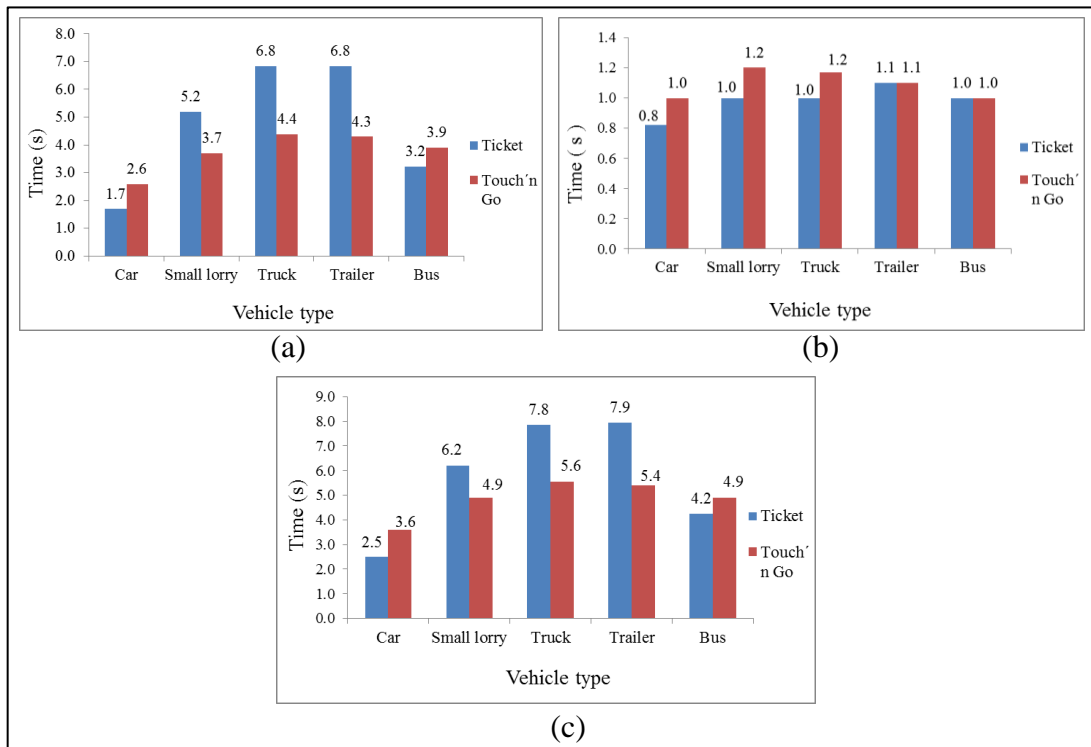 8.0
7.0
6.0
5.0
4.0
3.0
2.0
1.0
0.0
Time (s)
1.7
2.6
5.2
3.7
6.8
4.4
6.8
4.3
3.2
3.9
Car
Small lorry
Truck
Trailer
Bus
Vehicle type
Ticket
Touch´n
Go
(a)
1.4
1.2
1.0
0.8
0.6
0.4
0.2
0.0
Time ( s )
0.8
1.0
1.0
1.2
1.0
1.2
1.1
1.1
1.0
1.0
Car
Small lorry
Truck
Trailer
Bus
Vehicle type
Ticket
Touch´
n Go
(b)
9.0
8.0
7.0
6.0
5.0
4.0
3.0
2.0
1.0
0.0
Time (s)
2.5
3.6
6.2
4.9
7.8
5.6
7.9
5.4
4.2
4.9
Car
Small lorry
Truck
Trailer
Bus
Vehicle type
Ticket
Touch´
n Go
(c)